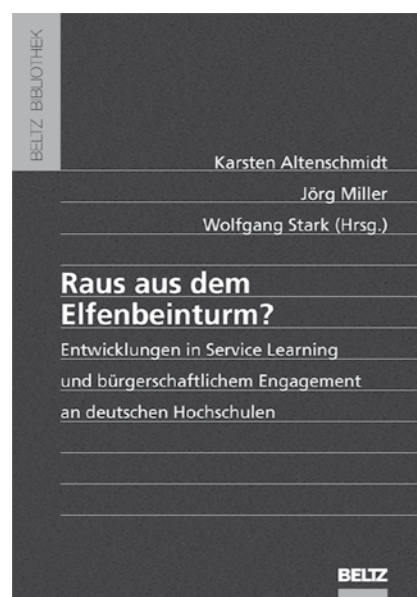 BELTZ BIBLIOTHEK
Karsten Altenschmidt
Jörg Miller
Wolfgang Stark (Hrsg.)
Raus aus dem
Elfenbeinturm?
Entwicklungen in Service Learning
und bürgerschaftlichem Engagement
an deutschen Hochschulen
BELTZ